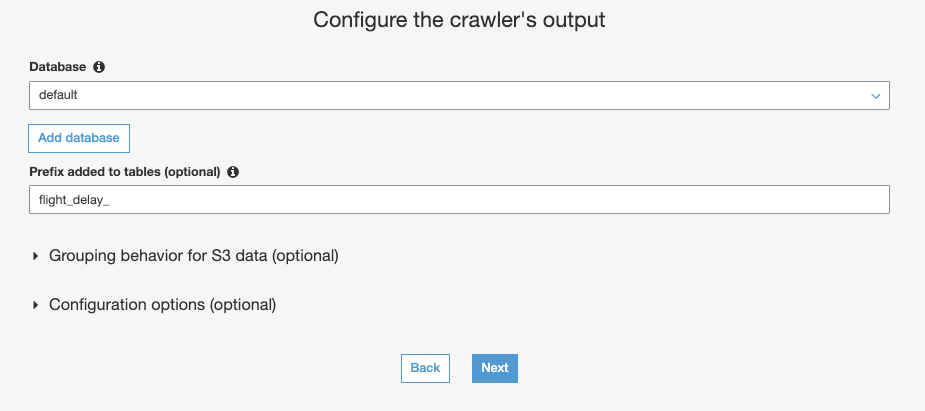 Configure the crawler's output
Database
default
Add database
Prefix added to tables (optional)
flight_delay_
Grouping behavior for S3 data (optional)
Configuration options (optional)
Back
Next